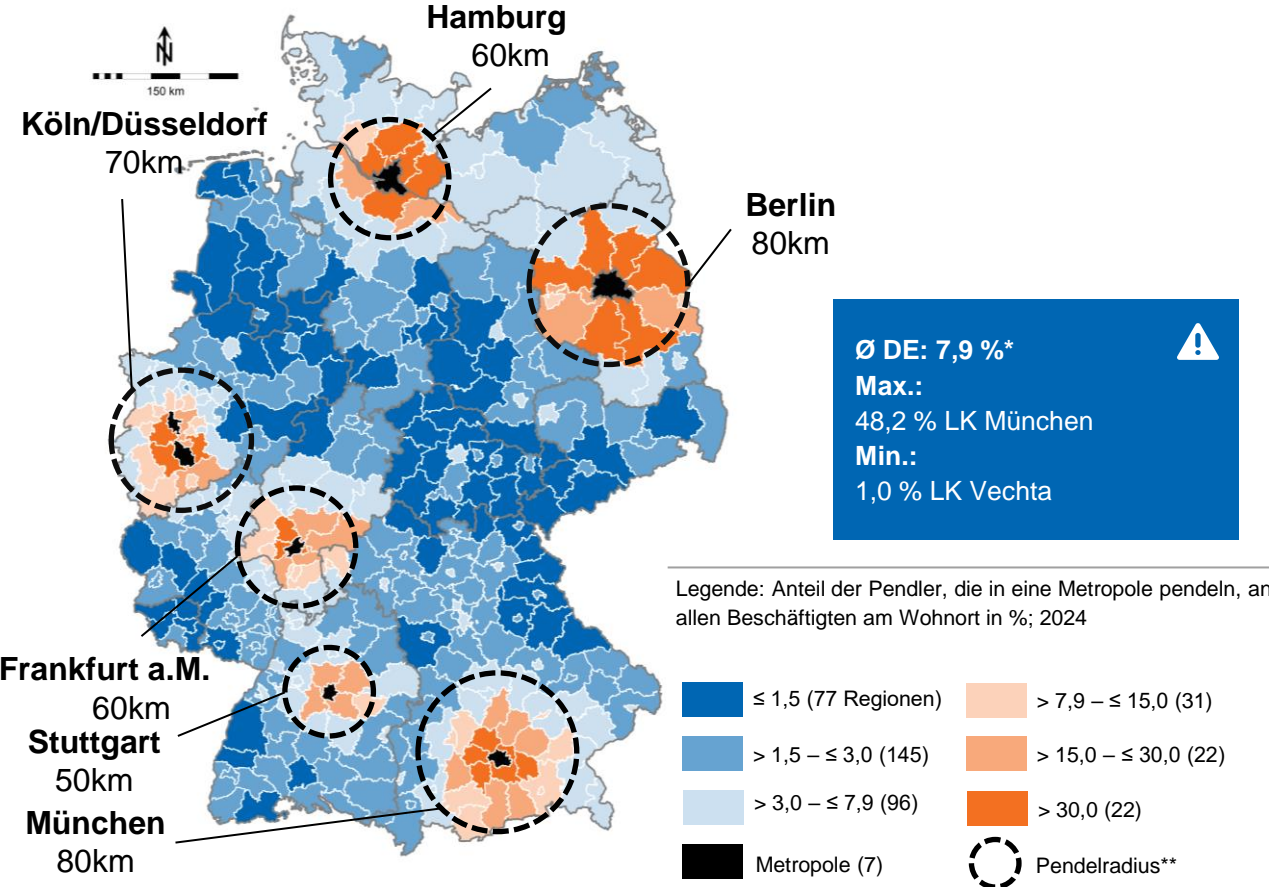 Hamburg
60km
N
150 km
Köln/Düsseldorf
70km
Berlin
80km
Ø DE: 7,9 %*
Max.:
48,2 % LK München
Min.:
1,0 % LK Vechta
Legende: Anteil der Pendler, die in eine Metropole pendeln, an
allen Beschäftigten am Wohnort in %; 2024
Frankfurt a.M.
60km
Stuttgart
50km
München
80km
≤ 1,5 (77 Regionen)
> 7,9 – ≤ 15,0 (31)
> 1,5 – ≤ 3,0 (145)
> 15,0 – ≤ 30,0 (22)
> 3,0 – ≤ 7,9 (96)
> 30,0 (22)
Metropole (7)
Pendelradius**